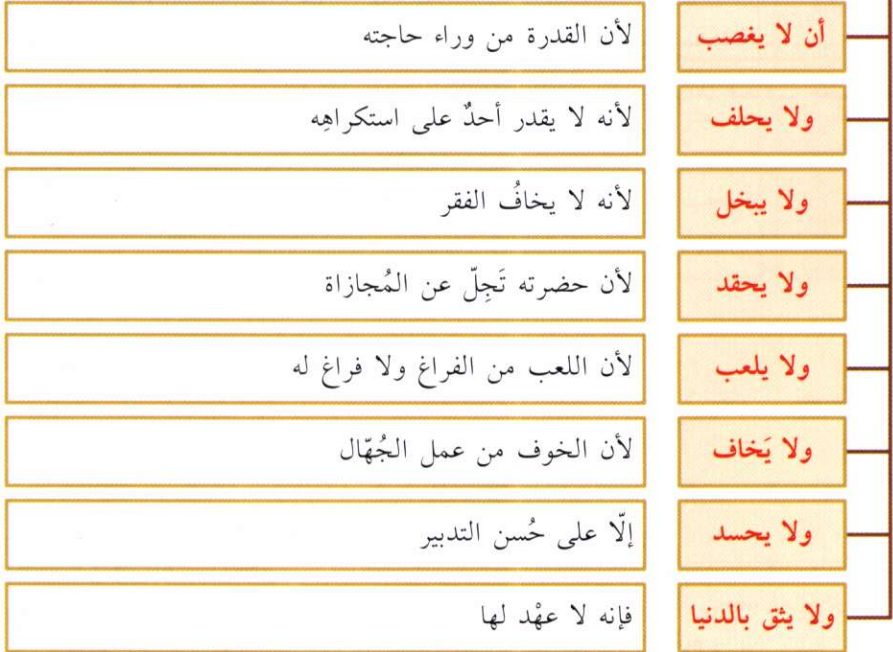 أن لا يغصب لأن القدرة من وراء حاجته
ولا يحلف لأنه لا يقدر أحدٌ على استكراهِه
ولا يبخل لأنه لا يخافُ الفقر
ولا يحقد لأن حضرته تَجِلّ عن المُجازاة
ولا يلعب لأن اللعب من الفراغ ولا فراغ له
ولا يَخاف لأن الخوف من عمل الجُهّال
ولا يحسد إلّا على حُسن التدبير
ولا يثق بالدنيا فإنه لا عهْد لها